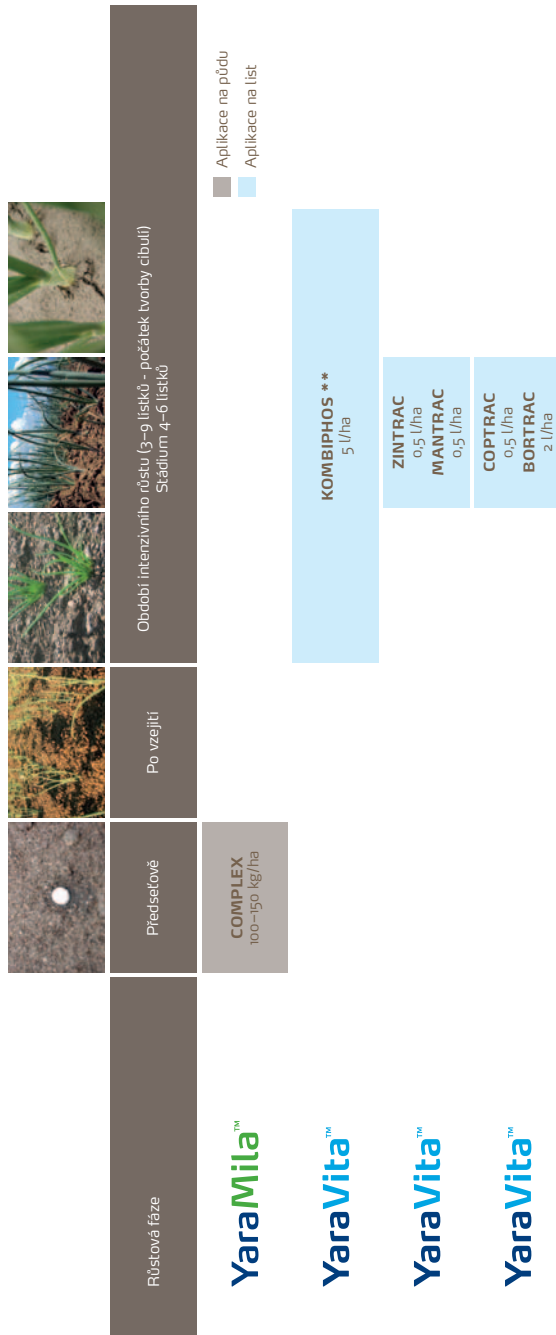 Růstová fáze
Předseťově
Po vzejití
Období intenzivního růstu (3–9 lístků - počátek tvorby cibulí)
Stádium 4–6 lístků
YaraMila™
COMPLEX
100–150 kg/ha
Aplikace na půdu
Aplikace na list
YaraVita™
KOMBIPHOS **
5 l/ha
YaraVita™
ZINTRAC
0,5 l/ha
MANTRAC
0,5 l/ha
YaraVita™
COPTRAC
0,5 l/ha
BORTRAC
2 l/ha